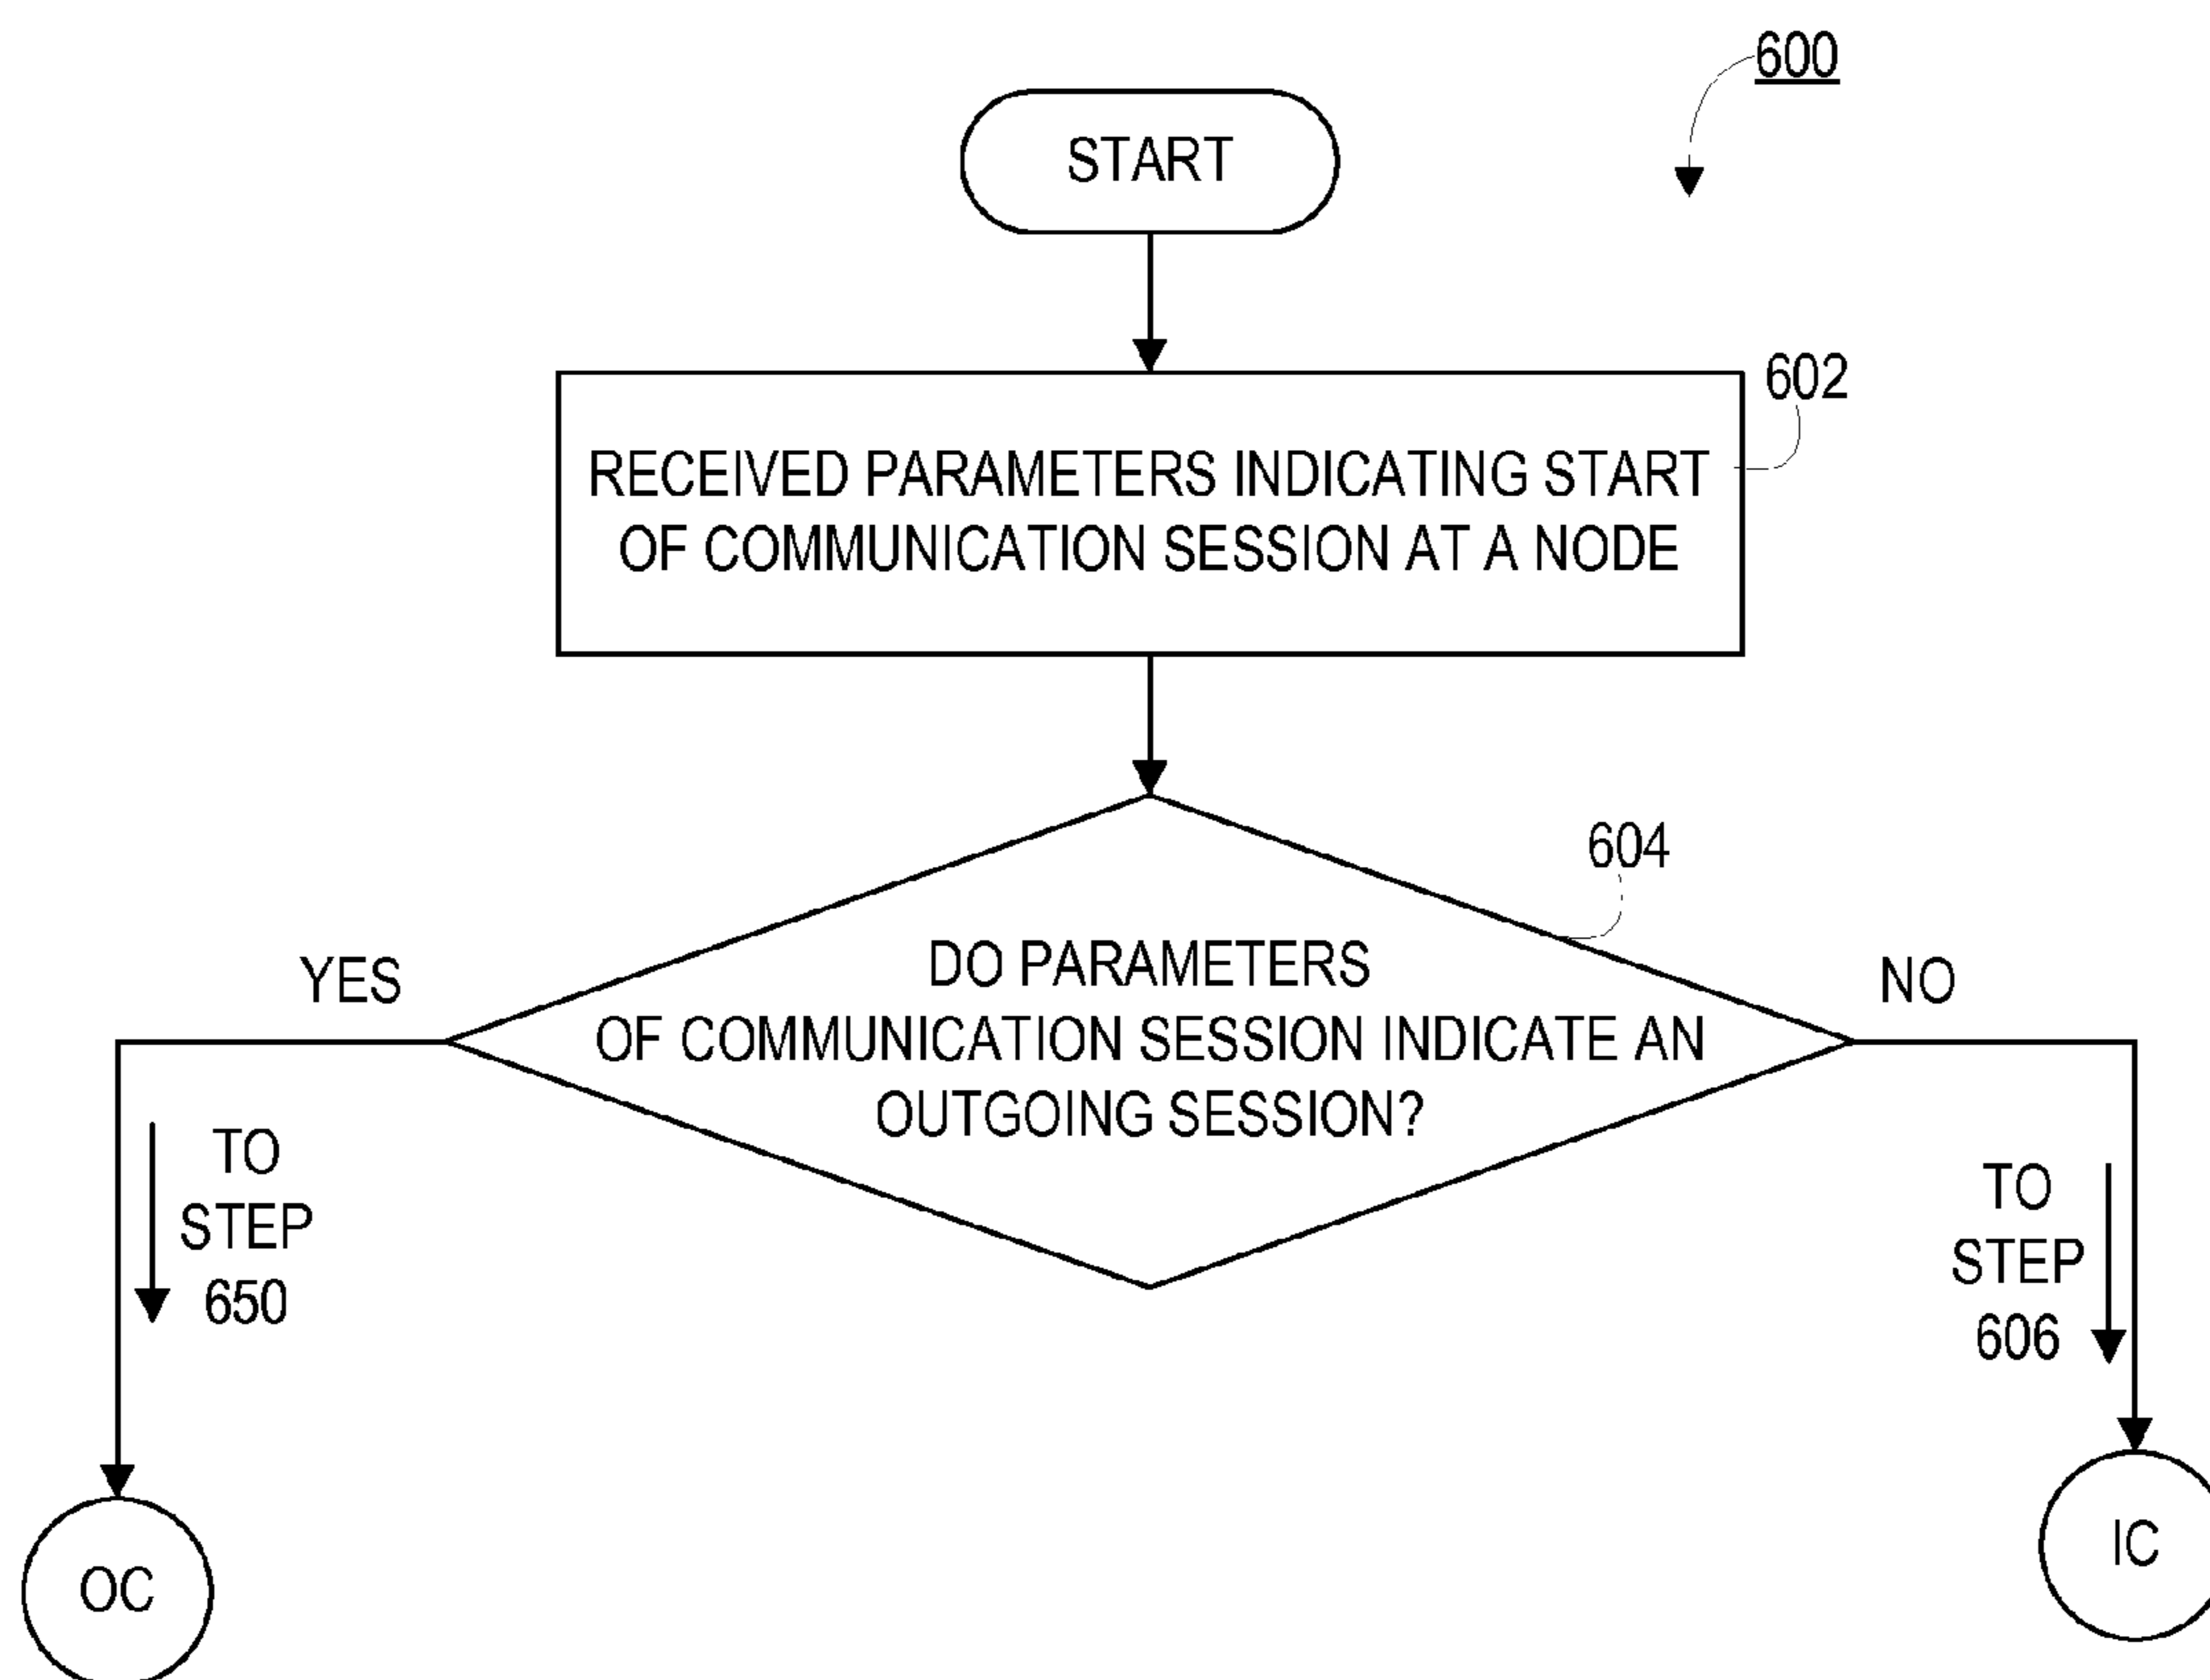 600
START
602
RECEIVED PARAMETERS INDICATING START
OF COMMUNICATION SESSION AT A NODE
604
YES
NO
DO PARAMETERS
OF COMMUNICATION SESSION INDICATE AN
OUTGOING SESSION?
TO
STEP
650
TO
STEP
606
OC
IC